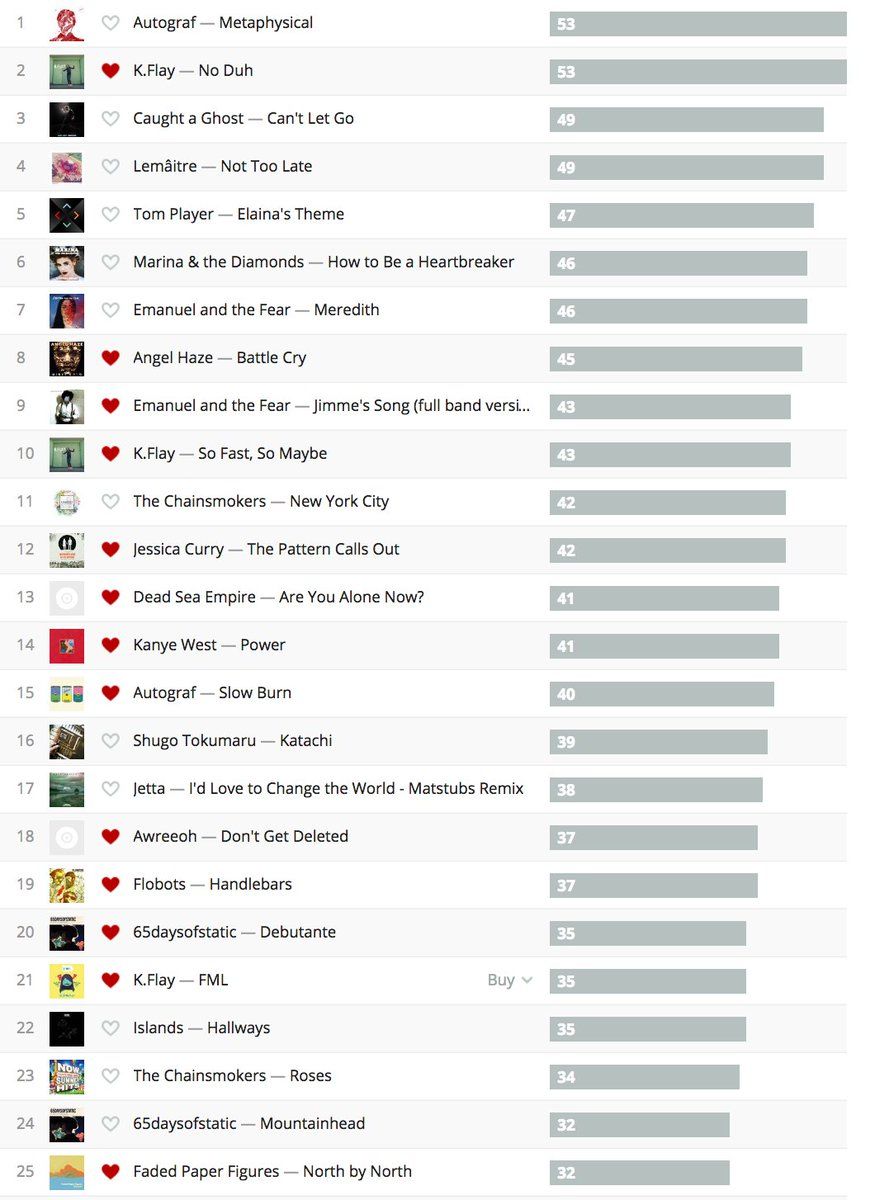 1 Autograf — Metaphysical 53
2 K.Flay — No Duh 53
3 Caught a Ghost — Can't Let Go 49
4 Lemâitre — Not Too Late 49
5 Tom Player — Elaina's Theme 47
6 Marina & the Diamonds — How to Be a Heartbreaker 46
7 Emanuel and the Fear — Meredith 46
8 Angel Haze — Battle Cry 45
9 Emanuel and the Fear — Jimme's Song (full band versi... 43
10 K.Flay — So Fast, So Maybe 43
11 The Chainsmokers — New York City 42
12 Jessica Curry — The Pattern Calls Out 42
13 Dead Sea Empire — Are You Alone Now? 41
14 Kanye West — Power 41
15 Autograf — Slow Burn 40
16 Shugo Tokumaru — Katachi 39
17 Jetta — I'd Love to Change the World - Matstubs Remix 38
18 Awreeoh — Don't Get Deleted 37
19 Flobots — Handlebars 37
20 65daysofstatic — Debutante 35
21 K.Flay — FML Buy 35
22 Islands — Hallways 35
23 The Chainsmokers — Roses 34
24 65daysofstatic — Mountainhead 32
25 Faded Paper Figures — North by North 32